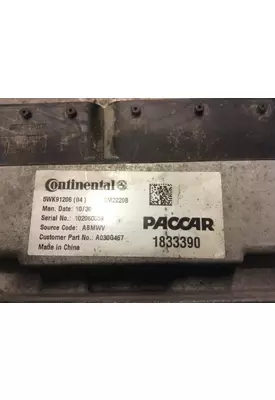 Continental
5WK91206 (04)
Man. Date: 10/30
Serial No.:
Source Code: ABMWV
Customer Part No.: A030G467
Made in China
PACCAR
1833390